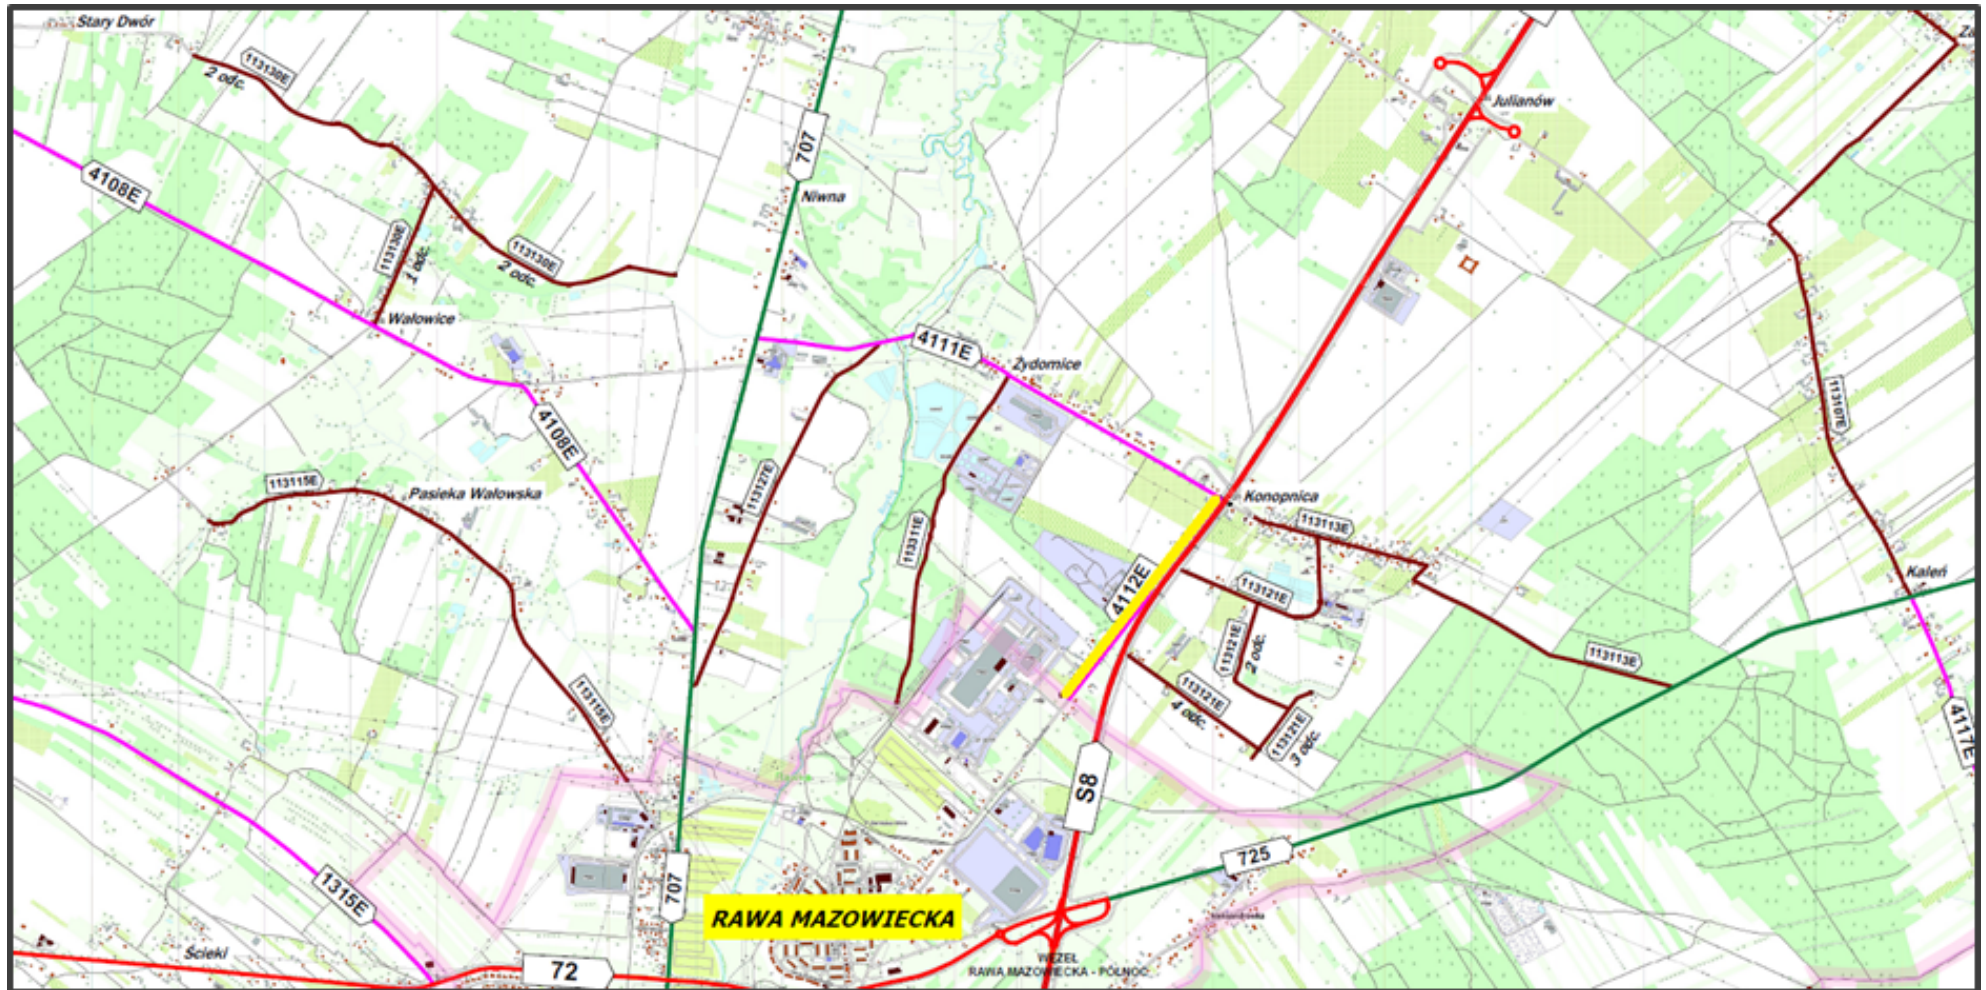 Stary Dwór
113130E
2 odc.
Julianów
707
4108E
Niwna
113130E
1 odc.
113130E
2 odc.
Wałowice
4111E
Żydomice
4108E
113107E
113115E
Pasieka Wałowska
113127E
Konopnica
113113E
113311E
4112E
113121E
Kaleń
113121E
2 odc.
113113E
113115E
113121E
4 odc.
113121E
3 odc.
4117E
S8
725
707
1315E
RAWA MAZOWIECKA
Ścieki
72
WĘZEŁ
RAWA MAZOWIECKA - PÓŁNOC